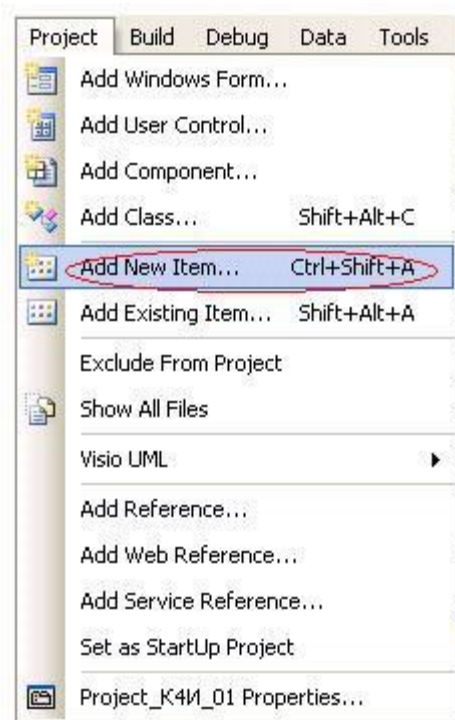 Project Build Debug Data Tools
Add Windows Form...
Add User Control...
Add Component...
Add Class... Shift+Alt+C
Add New Item... Ctrl+Shift+A
Add Existing Item... Shift+Alt+A
Exclude From Project
Show All Files
Visio UML
Add Reference...
Add Web Reference...
Add Service Reference...
Set as StartUp Project
Project_К4И_01 Properties...